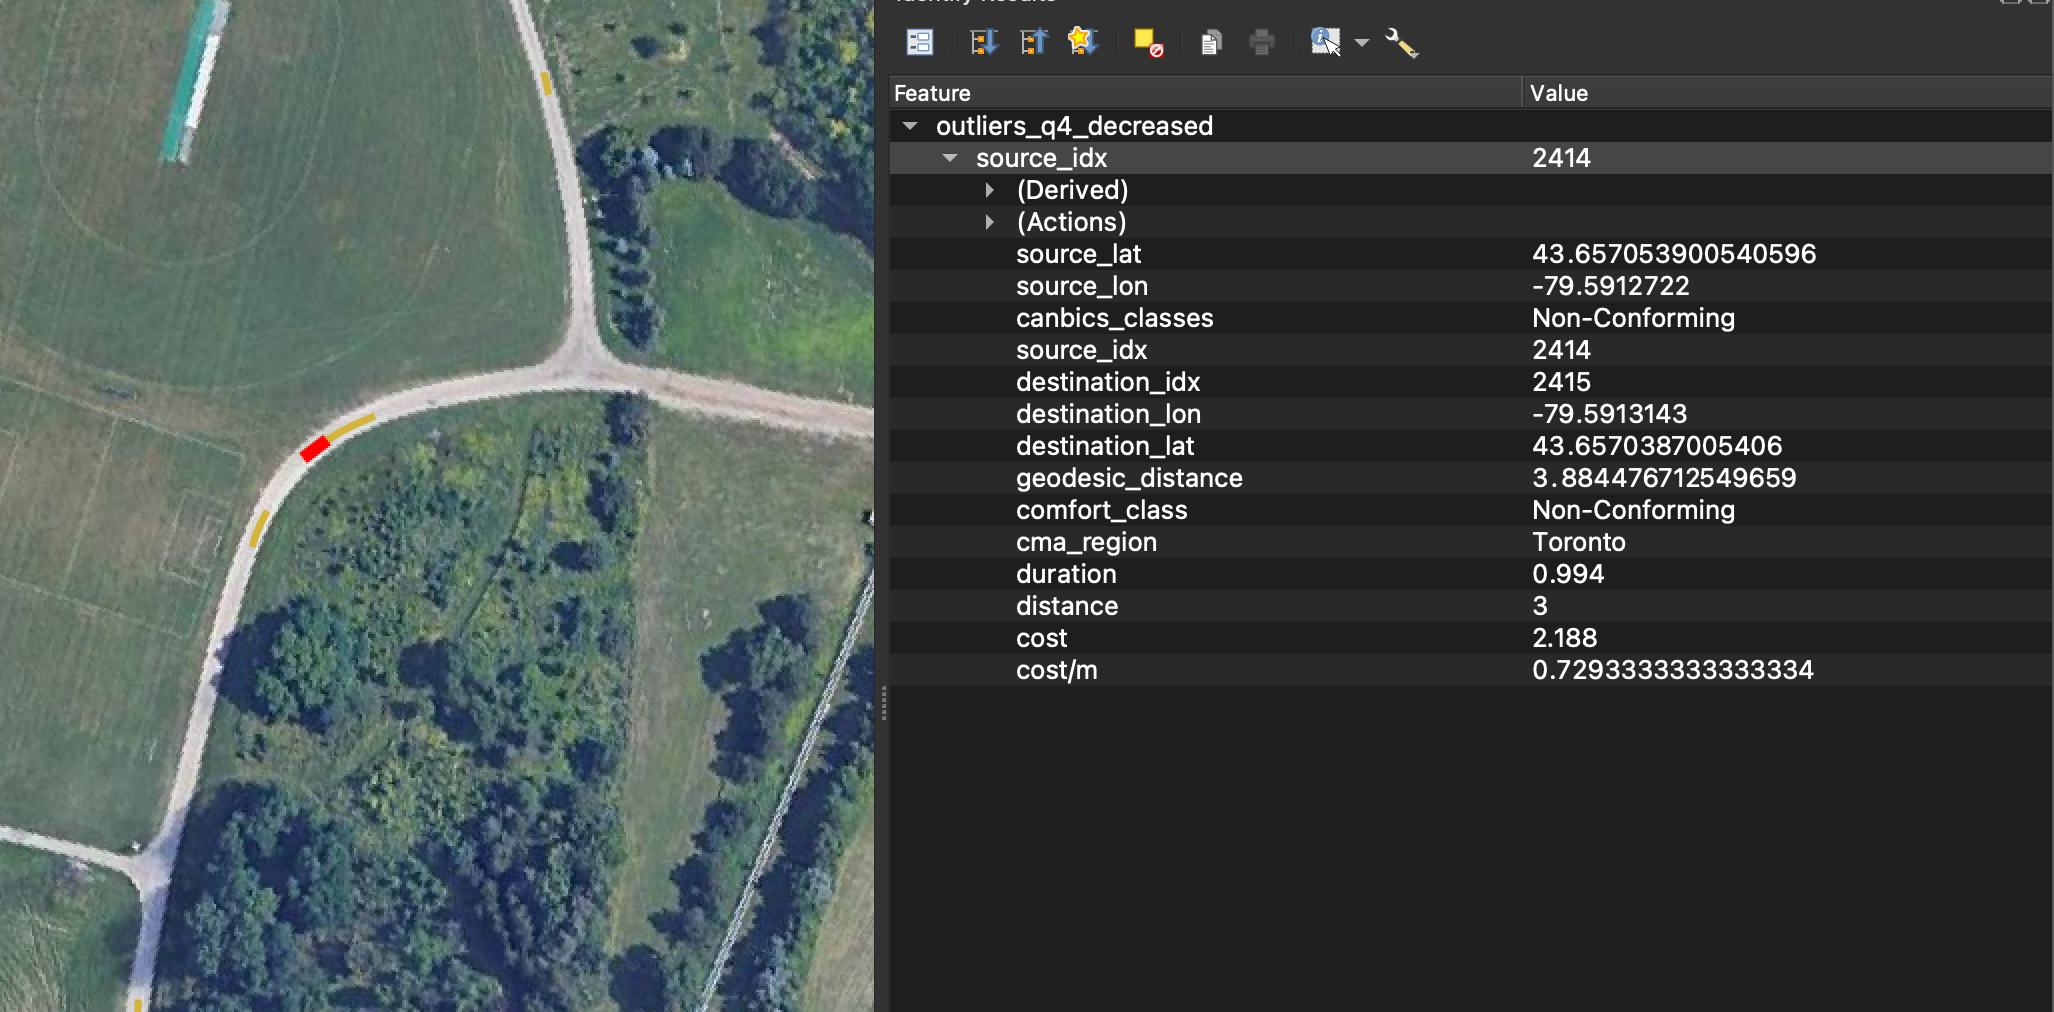 Identify Results
Feature Value
outliers_q4_decreased
source_idx 2414
(Derived)
(Actions)
source_lat 43.657053900540596
source_lon -79.5912722
canbics_classes Non-Conforming
source_idx 2414
destination_idx 2415
destination_lon -79.5913143
destination_lat 43.6570387005406
geodesic_distance 3.884476712549659
comfort_class Non-Conforming
cma_region Toronto
duration 0.994
distance 3
cost 2.188
cost/m 0.7293333333333334